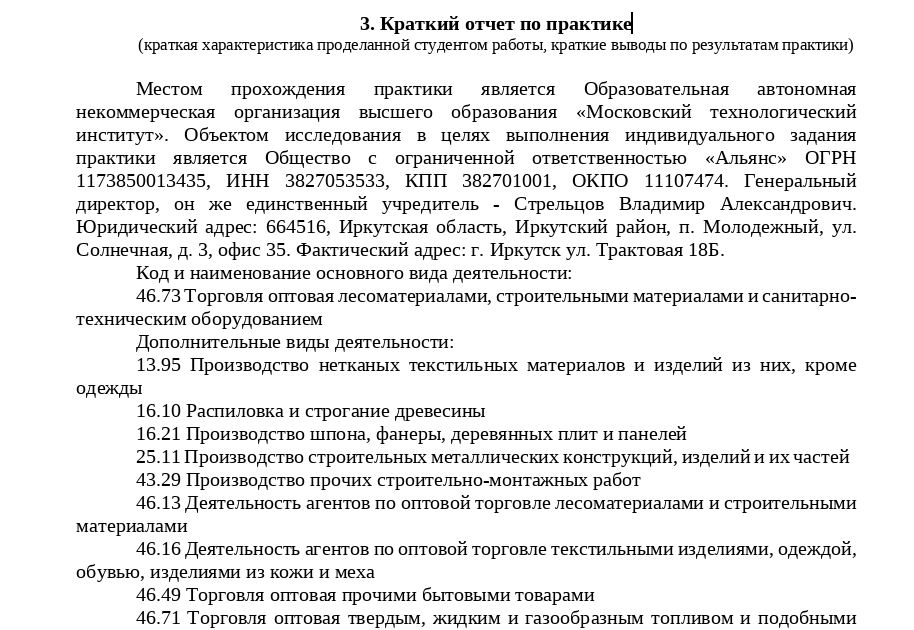 3. Краткий отчет по практике
(краткая характеристика проделанной студентом работы, краткие выводы по результатам практики)
Местом прохождения практики является Образовательная автономная
некоммерческая организация высшего образования «Московский технологический
институт». Объектом исследования в целях выполнения индивидуального задания
практики является Общество с ограниченной ответственностью «Альянс» ОГРН
1173850013435, ИНН 3827053533, КПП 382701001, ОКПО 11107474. Генеральный
директор, он же единственный учредитель - Стрельцов Владимир Александрович.
Юридический адрес: 664516, Иркутская область, Иркутский район, п. Молодежный, ул.
Солнечная, д. 3, офис 35. Фактический адрес: г. Иркутск ул. Трактовая 18Б.
Код и наименование основного вида деятельности:
46.73 Торговля оптовая лесоматериалами, строительными материалами и санитарно-
техническим оборудованием
Дополнительные виды деятельности:
13.95 Производство нетканых текстильных материалов и изделий из них, кроме
одежды
16.10 Распиловка и строгание древесины
16.21 Производство шпона, фанеры, деревянных плит и панелей
25.11 Производство строительных металлических конструкций, изделий и их частей
43.29 Производство прочих строительно-монтажных работ
46.13 Деятельность агентов по оптовой торговле лесоматериалами и строительными
материалами
46.16 Деятельность агентов по оптовой торговле текстильными изделиями, одеждой,
обувью, изделиями из кожи и меха
46.49 Торговля оптовая прочими бытовыми товарами
46.71 Торговля оптовая твердым, жидким и газообразным топливом и подобными